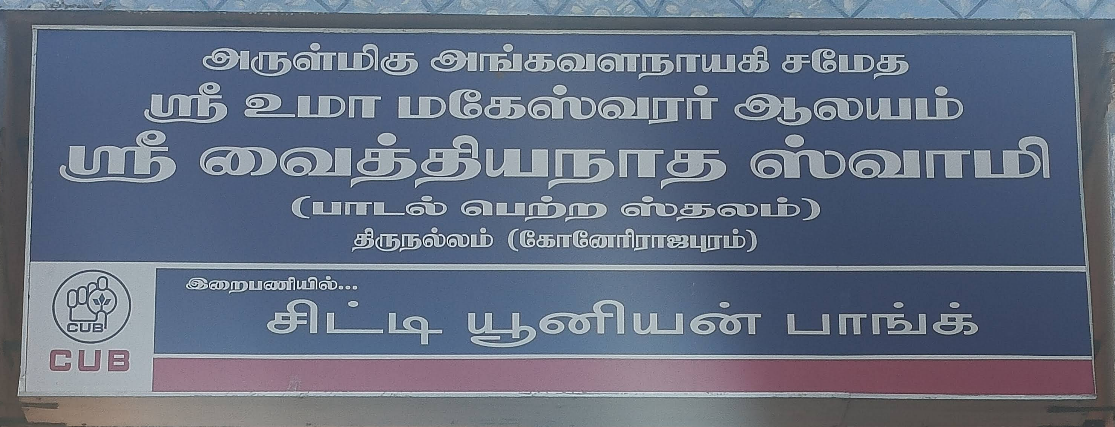 அருள்மிகு அங்கவளநாயகி சமேத
ஸ்ரீ உமா மகேஸ்வரர் ஆலயம்
ஸ்ரீ வைத்தியநாத ஸ்வாமி
(பாடல் பெற்ற ஸ்தலம்)
திருநல்லம் (கோனேரிராஜபுரம்)
இறைபணியில்...
சிட்டி யூனியன் பாங்க்
CUB
CUB